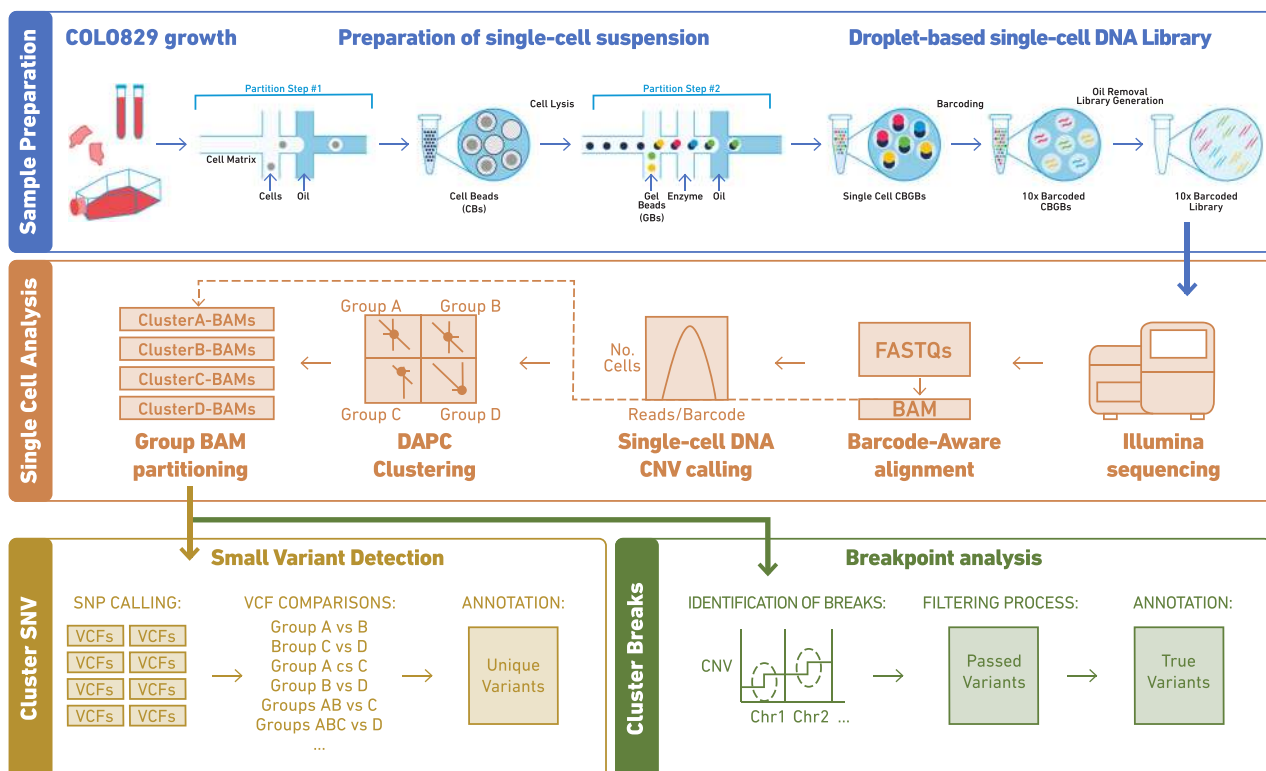 Sample Preparation
COLO829 growth
Preparation of single-cell suspension
Droplet-based single-cell DNA Library
Partition Step #1
Cell Matrix
Cells
Oil
Cell Beads
(CBs)
Cell Lysis
Partition Step #2
Gel
Beads
(GBs)
Enzyme
Oil
Single Cell CBGBs
Barcoding
10x Barcoded
CBGBs
Oil Removal
Library Generation
10x Barcoded
Library
Single Cell Analysis
ClusterA-BAMs
ClusterB-BAMs
ClusterC-BAMs
ClusterD-BAMs
Group BAM
partitioning
Group A
Group B
Group C
Group D
DAPC
Clustering
No.
Cells
Reads/Barcode
Single-cell DNA
CNV calling
FASTQs
BAM
Barcode-Aware
alignment
Illumina
sequencing
Cluster SNV
Small Variant Detection
SNP CALLING:
VCFs VCFs
VCFs VCFs
VCFs VCFs
VCFs VCFs
VCF COMPARISONS:
Group A vs B
Broup C vs D
Group A cs C
Group B vs D
Groups AB vs C
Groups ABC vs D
...
ANNOTATION:
Unique
Variants
Cluster Breaks
Breakpoint analysis
IDENTIFICATION OF BREAKS:
CNV
Chr1 Chr2 ...
FILTERING PROCESS:
Passed
Variants
ANNOTATION:
True
Variants